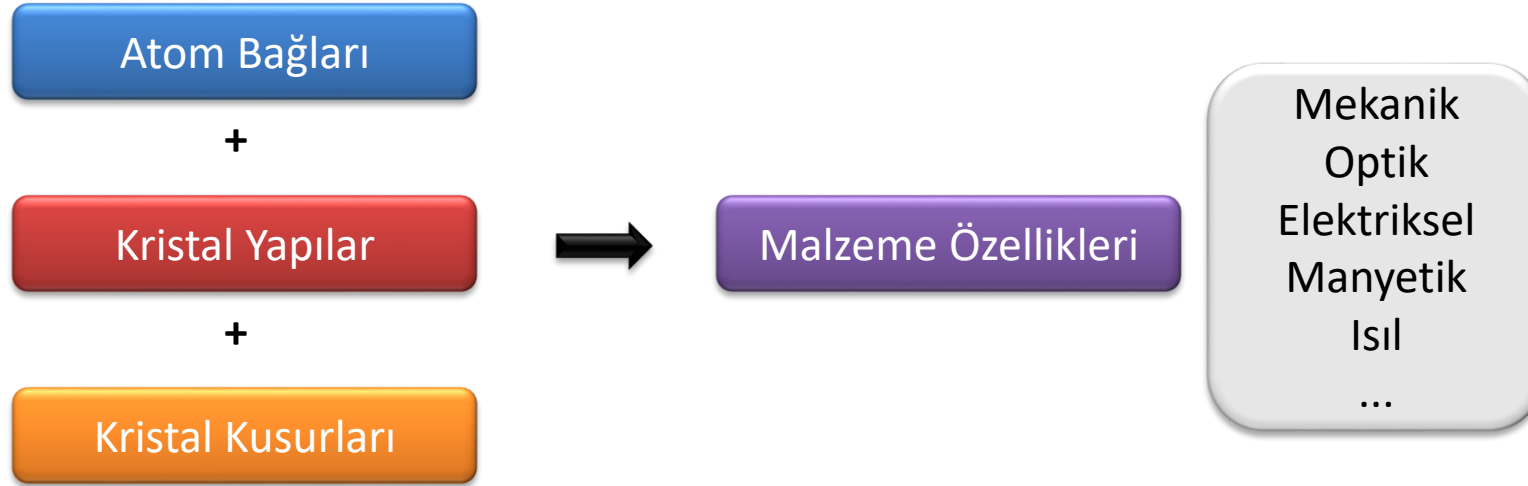 Atom Bağları
+
Kristal Yapılar
+
Kristal Kusurları
Malzeme Özellikleri
Mekanik
Optik
Elektriksel
Manyetik
Isıl
...